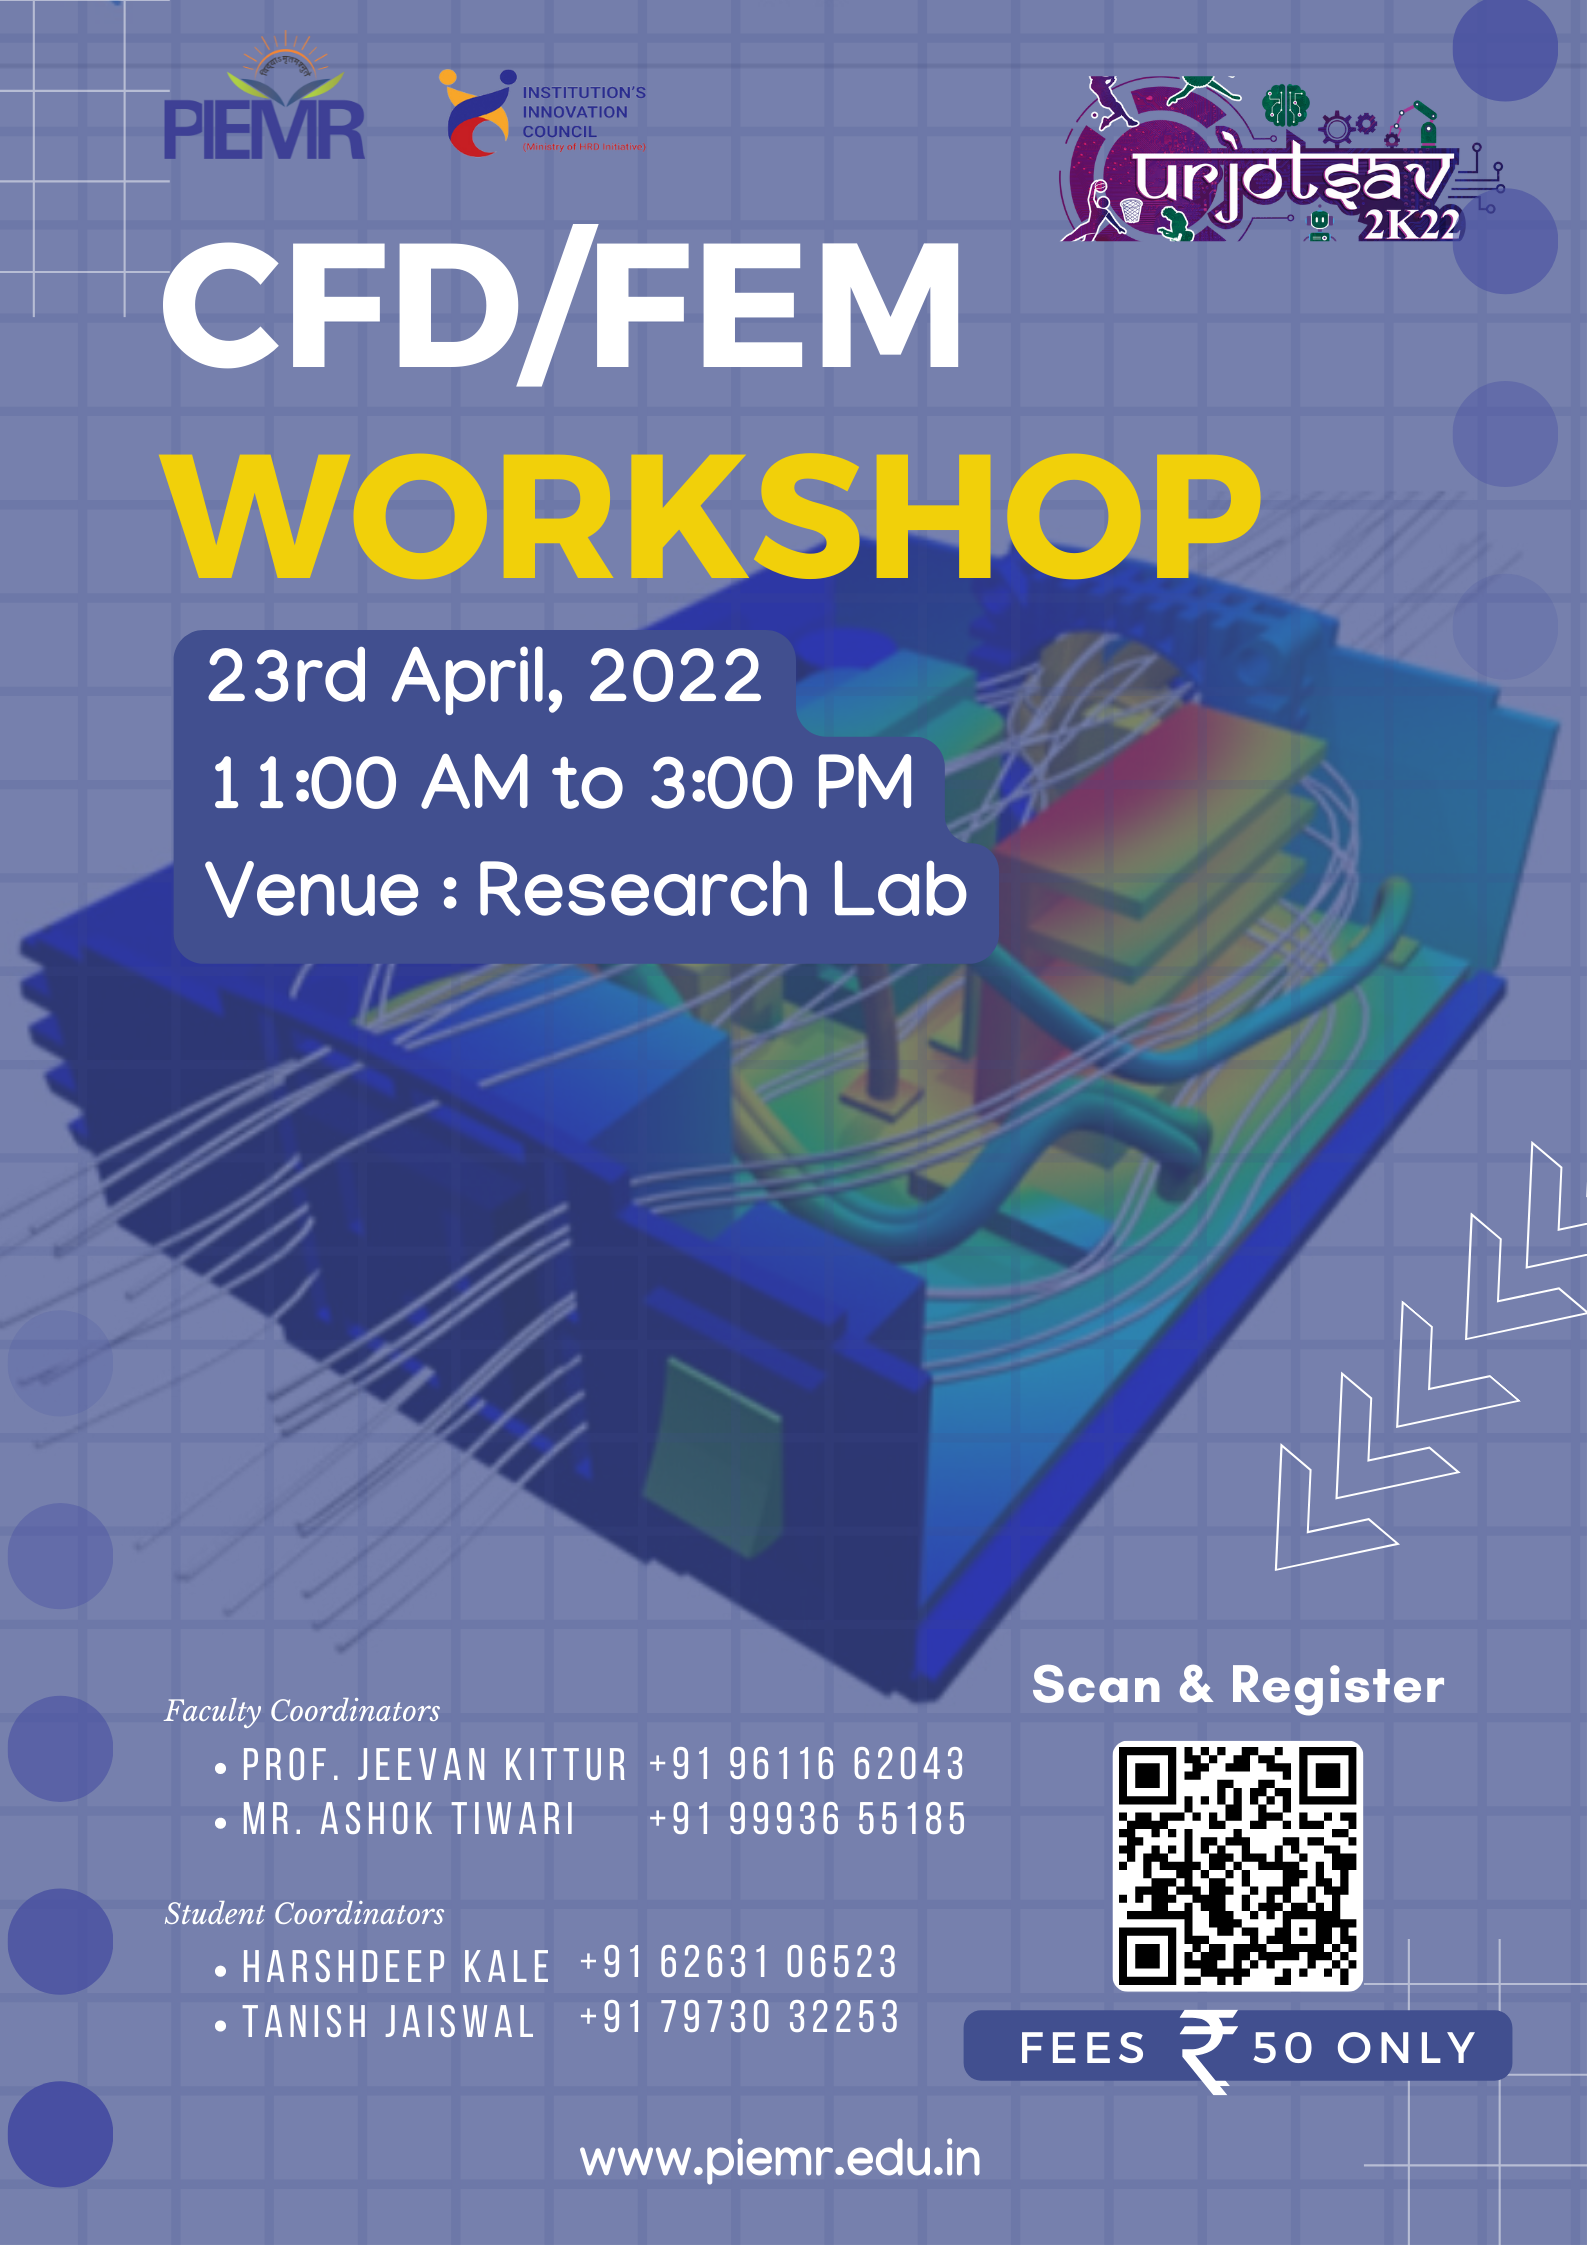 PIEMR
INSTITUTION'S
INNOVATION
COUNCIL
(Ministry of HRD Initiative)
urjotsav
2K22
CFD/FEM
WORKSHOP
23rd April, 2022
11:00 AM to 3:00 PM
Venue : Research Lab
Faculty Coordinators
• PROF. JEEVAN KITTUR +91 96116 62043
• MR. ASHOK TIWARI +91 99936 55185
Student Coordinators
• HARSHDEEP KALE +91 62631 06523
• TANISH JAISWAL +91 79730 32253
Scan & Register
FEES ₹ 50 ONLY
www.piemr.edu.in